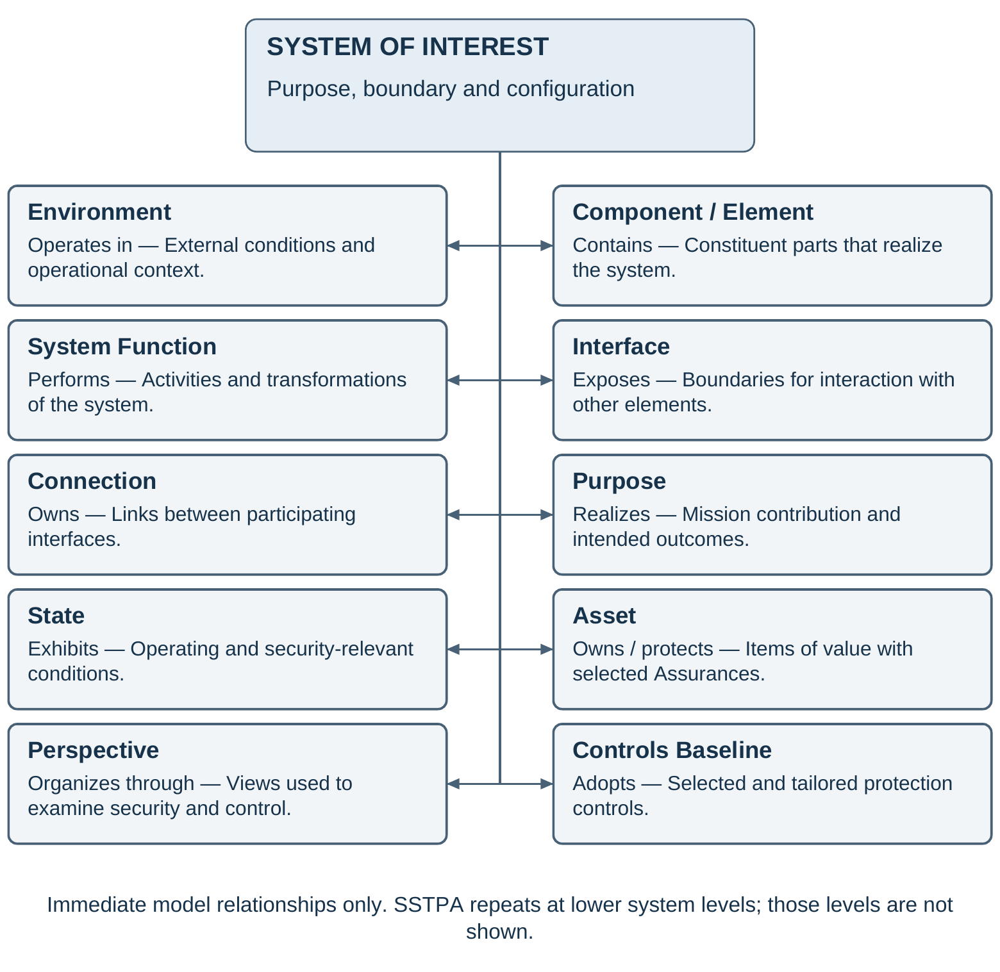 SYSTEM OF INTEREST
Purpose, boundary and configuration
Environment
Operates in — External conditions and
operational context.
Component / Element
Contains — Constituent parts that realize
the system.
System Function
Performs — Activities and transformations
of the system.
Interface
Exposes — Boundaries for interaction with
other elements.
Connection
Owns — Links between participating
interfaces.
Purpose
Realizes — Mission contribution and
intended outcomes.
State
Exhibits — Operating and security-relevant
conditions.
Asset
Owns / protects — Items of value with
selected Assurances.
Perspective
Organizes through — Views used to
examine security and control.
Controls Baseline
Adopts — Selected and tailored protection
controls.
Immediate model relationships only. SSTPA repeats at lower system levels; those levels are not
shown.